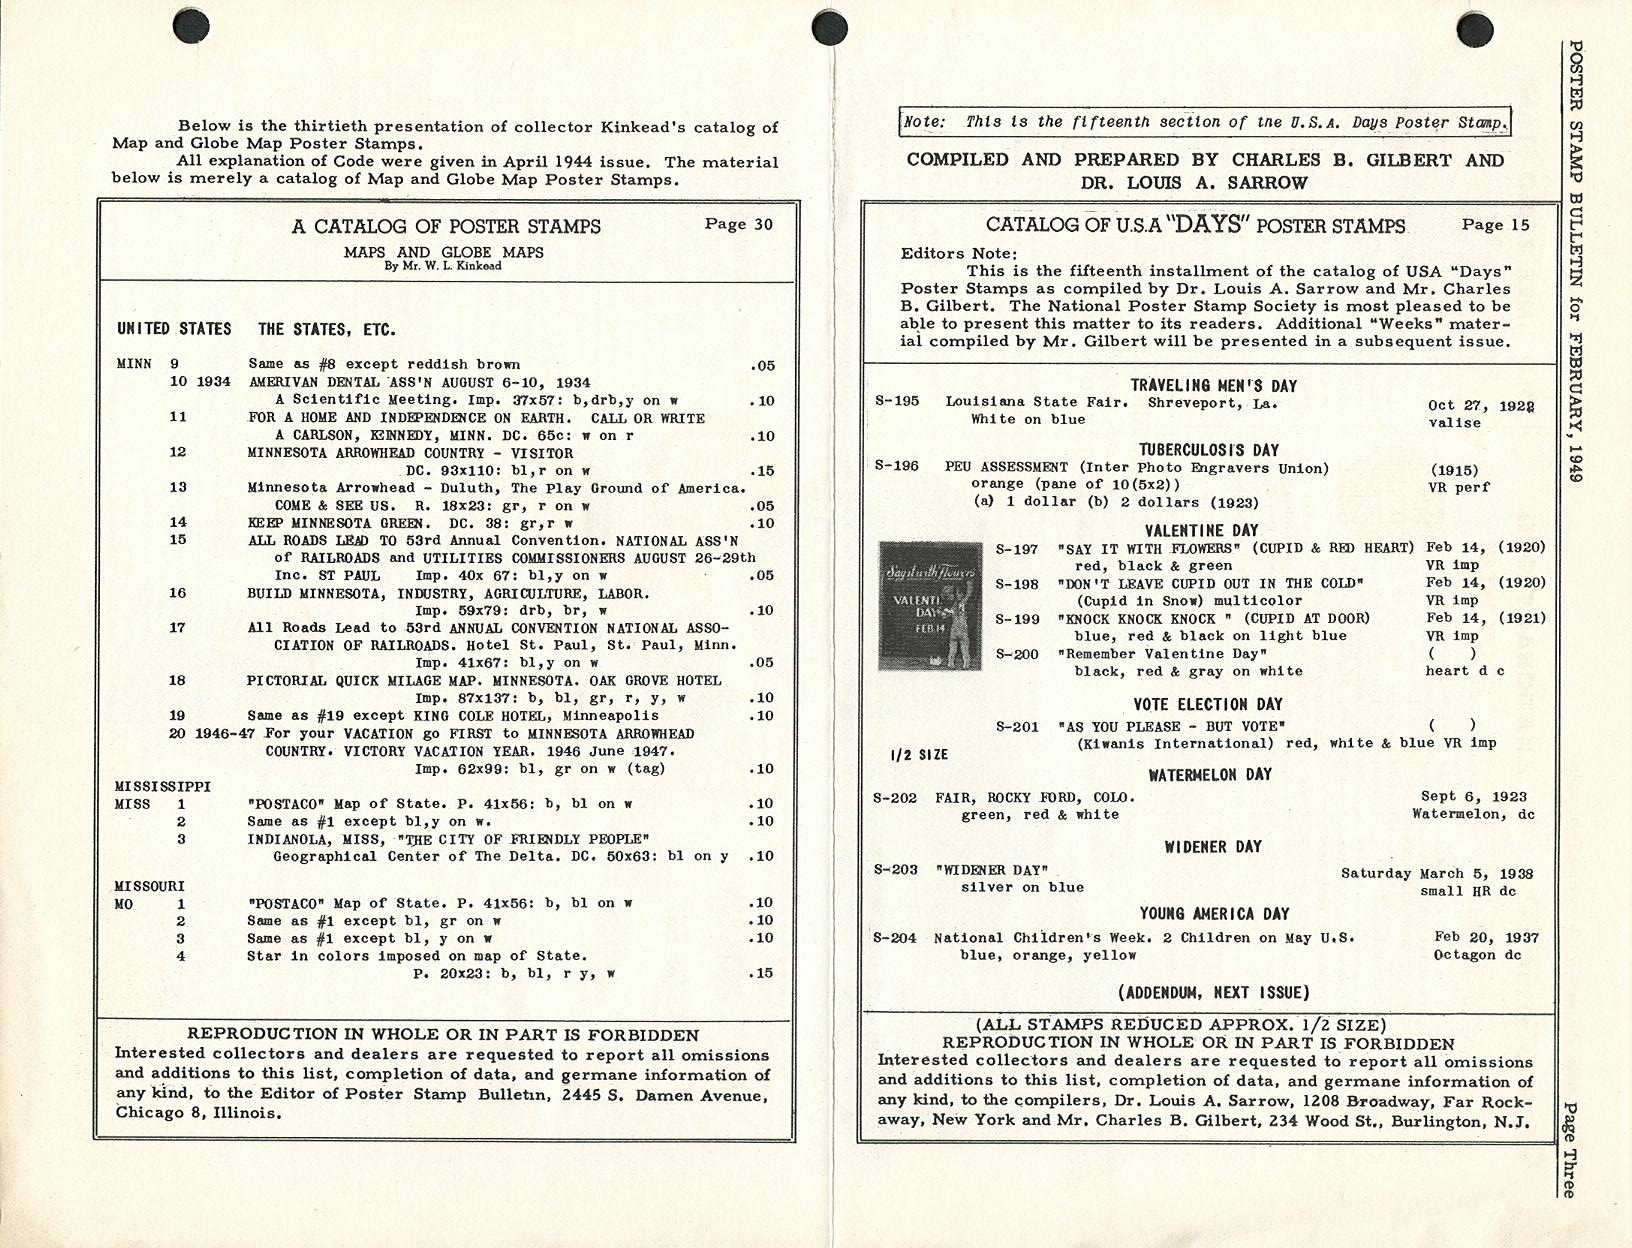 Below is the thirtieth presentation of collector Kinkead's catalog of
Map and Globe Map Poster Stamps.
All explanation of Code were given in April 1944 issue. The material
below is merely a catalog of Map and Globe Map Poster Stamps.
A CATALOG OF POSTER STAMPS Page 30
MAPS AND GLOBE MAPS
By Mr. W. L. Kinkead
UNITED STATES THE STATES, ETC.
MINN 9 Same as #8 except reddish brown .05
10 1934 AMERIVAN DENTAL ASS'N AUGUST 6-10, 1934
A Scientific Meeting. Imp. 37x57: b,drb,y on w .10
11 FOR A HOME AND INDEPENDENCE ON EARTH. CALL OR WRITE
A CARLSON, KENNEDY, MINN. DC. 65c: w on r .10
12 MINNESOTA ARROWHEAD COUNTRY - VISITOR
DC. 93x110: bl,r on w .15
13 Minnesota Arrowhead - Duluth, The Play Ground of America.
COME & SEE US. R. 18x23: gr, r on w .05
14 KEEP MINNESOTA GREEN. DC. 38: gr,r w .10
15 ALL ROADS LEAD TO 53rd Annual Convention. NATIONAL ASS'N
of RAILROADS and UTILITIES COMMISSIONERS AUGUST 26-29th
Inc. ST PAUL Imp. 40x 67: bl,y on w .05
16 BUILD MINNESOTA, INDUSTRY, AGRICULTURE, LABOR.
Imp. 59x79: drb, br, w .10
17 All Roads Lead to 53rd ANNUAL CONVENTION NATIONAL ASSO-
CIATION OF RAILROADS. Hotel St. Paul, St. Paul, Minn.
Imp. 41x67: bl,y on w .05
18 PICTORIAL QUICK MILAGE MAP. MINNESOTA. OAK GROVE HOTEL
Imp. 87x137: b, bl, gr, r, y, w .10
19 Same as #19 except KING COLE HOTEL, Minneapolis .10
20 1946-47 For your VACATION go FIRST to MINNESOTA ARROWHEAD
COUNTRY. VICTORY VACATION YEAR. 1946 June 1947.
Imp. 62x99: bl, gr on w (tag) .10
MISSISSIPPI
MISS 1 "POSTACO" Map of State. P. 41x56: b, bl on w .10
2 Same as #1 except bl,y on w. .10
3 INDIANOLA, MISS, "THE CITY OF FRIENDLY PEOPLE"
Geographical Center of The Delta. DC. 50x63: bl on y .10
MISSOURI
MO 1 "POSTACO" Map of State. P. 41x56: b, bl on w .10
2 Same as #1 except bl, gr on w .10
3 Same as #1 except bl, y on w .10
4 Star in colors imposed on map of State.
P. 20x23: b, bl, r y, w .15
REPRODUCTION IN WHOLE OR IN PART IS FORBIDDEN
Interested collectors and dealers are requested to report all omissions
and additions to this list, completion of data, and germane information of
any kind, to the Editor of Poster Stamp Bulletin, 2445 S. Damen Avenue,
Chicago 8, Illinois.
Note: This is the fifteenth section of tne U.S.A. Days Poster Stamp.
COMPILED AND PREPARED BY CHARLES B. GILBERT AND
DR. LOUIS A. SARROW
CATALOG OF U.S.A "DAYS" POSTER STAMPS Page 15
Editors Note:
This is the fifteenth installment of the catalog of USA "Days"
Poster Stamps as compiled by Dr. Louis A. Sarrow and Mr. Charles
B. Gilbert. The National Poster Stamp Society is most pleased to be
able to present this matter to its readers. Additional "Weeks" mater-
ial compiled by Mr. Gilbert will be presented in a subsequent issue.
TRAVELING MEN'S DAY
S-195 Louisiana State Fair. Shreveport, La. Oct 27, 1928
White on blue valise
TUBERCULOSIS DAY
S-196 PEU ASSESSMENT (Inter Photo Engravers Union) (1915)
orange (pane of 10(5x2)) VR perf
(a) 1 dollar (b) 2 dollars (1923)
VALENTINE DAY
S-197 "SAY IT WITH FLOWERS" (CUPID & RED HEART) Feb 14, (1920)
red, black & green VR imp
S-198 "DON'T LEAVE CUPID OUT IN THE COLD" Feb 14, (1920)
(Cupid in Snow) multicolor VR imp
S-199 "KNOCK KNOCK KNOCK " (CUPID AT DOOR) Feb 14, (1921)
blue, red & black on light blue VR imp
S-200 "Remember Valentine Day" ( )
black, red & gray on white heart d c
Say it with Flowers
VALENTI
DAY
FEB.14
VOTE ELECTION DAY
S-201 "AS YOU PLEASE - BUT VOTE" ( )
(Kiwanis International) red, white & blue VR imp
1/2 SIZE
WATERMELON DAY
S-202 FAIR, ROCKY FORD, COLO. Sept 6, 1923
green, red & white Watermelon, dc
WIDENER DAY
S-203 "WIDENER DAY" Saturday March 5, 1938
silver on blue small HR dc
YOUNG AMERICA DAY
S-204 National Children's Week. 2 Children on May U.S. Feb 20, 1937
blue, orange, yellow Octagon dc
(ADDENDUM, NEXT ISSUE)
(ALL STAMPS REDUCED APPROX. 1/2 SIZE)
REPRODUCTION IN WHOLE OR IN PART IS FORBIDDEN
Interested collectors and dealers are requested to report all omissions
and additions to this list, completion of data, and germane information of
any kind, to the compilers, Dr. Louis A. Sarrow, 1208 Broadway, Far Rock-
away, New York and Mr. Charles B. Gilbert, 234 Wood St., Burlington, N.J.
POSTER STAMP BULLETIN for FEBRUARY, 1949
Page Three